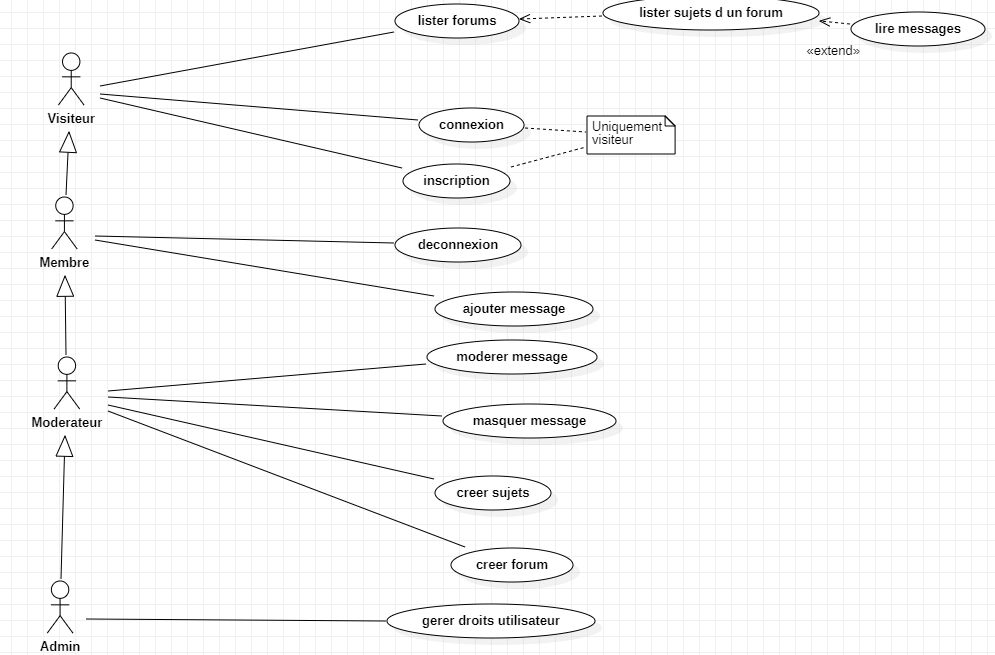 lister forums
lister sujets d un forum
lire messages
«extend»
Visiteur
connexion
Uniquement
visiteur
inscription
Membre
deconnexion
ajouter message
moderer message
Moderateur
masquer message
creer sujets
creer forum
gerer droits utilisateur
Admin